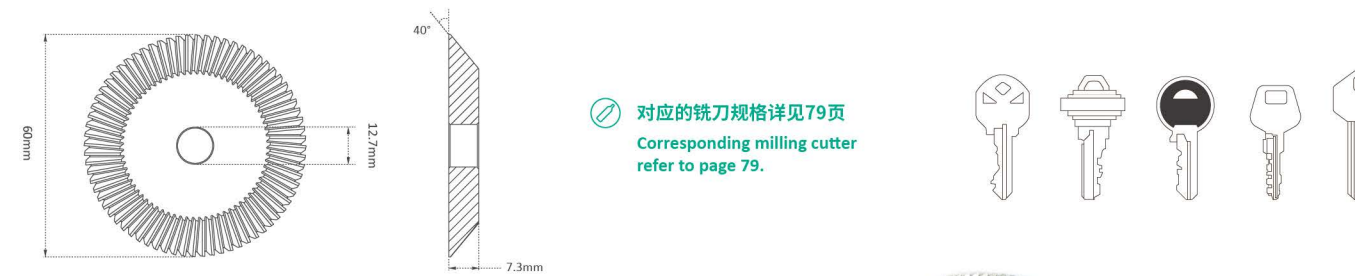 40°
60mm
12.7mm
7.3mm
对应的铣刀规格详见79页
Corresponding milling cutter
refer to page 79.